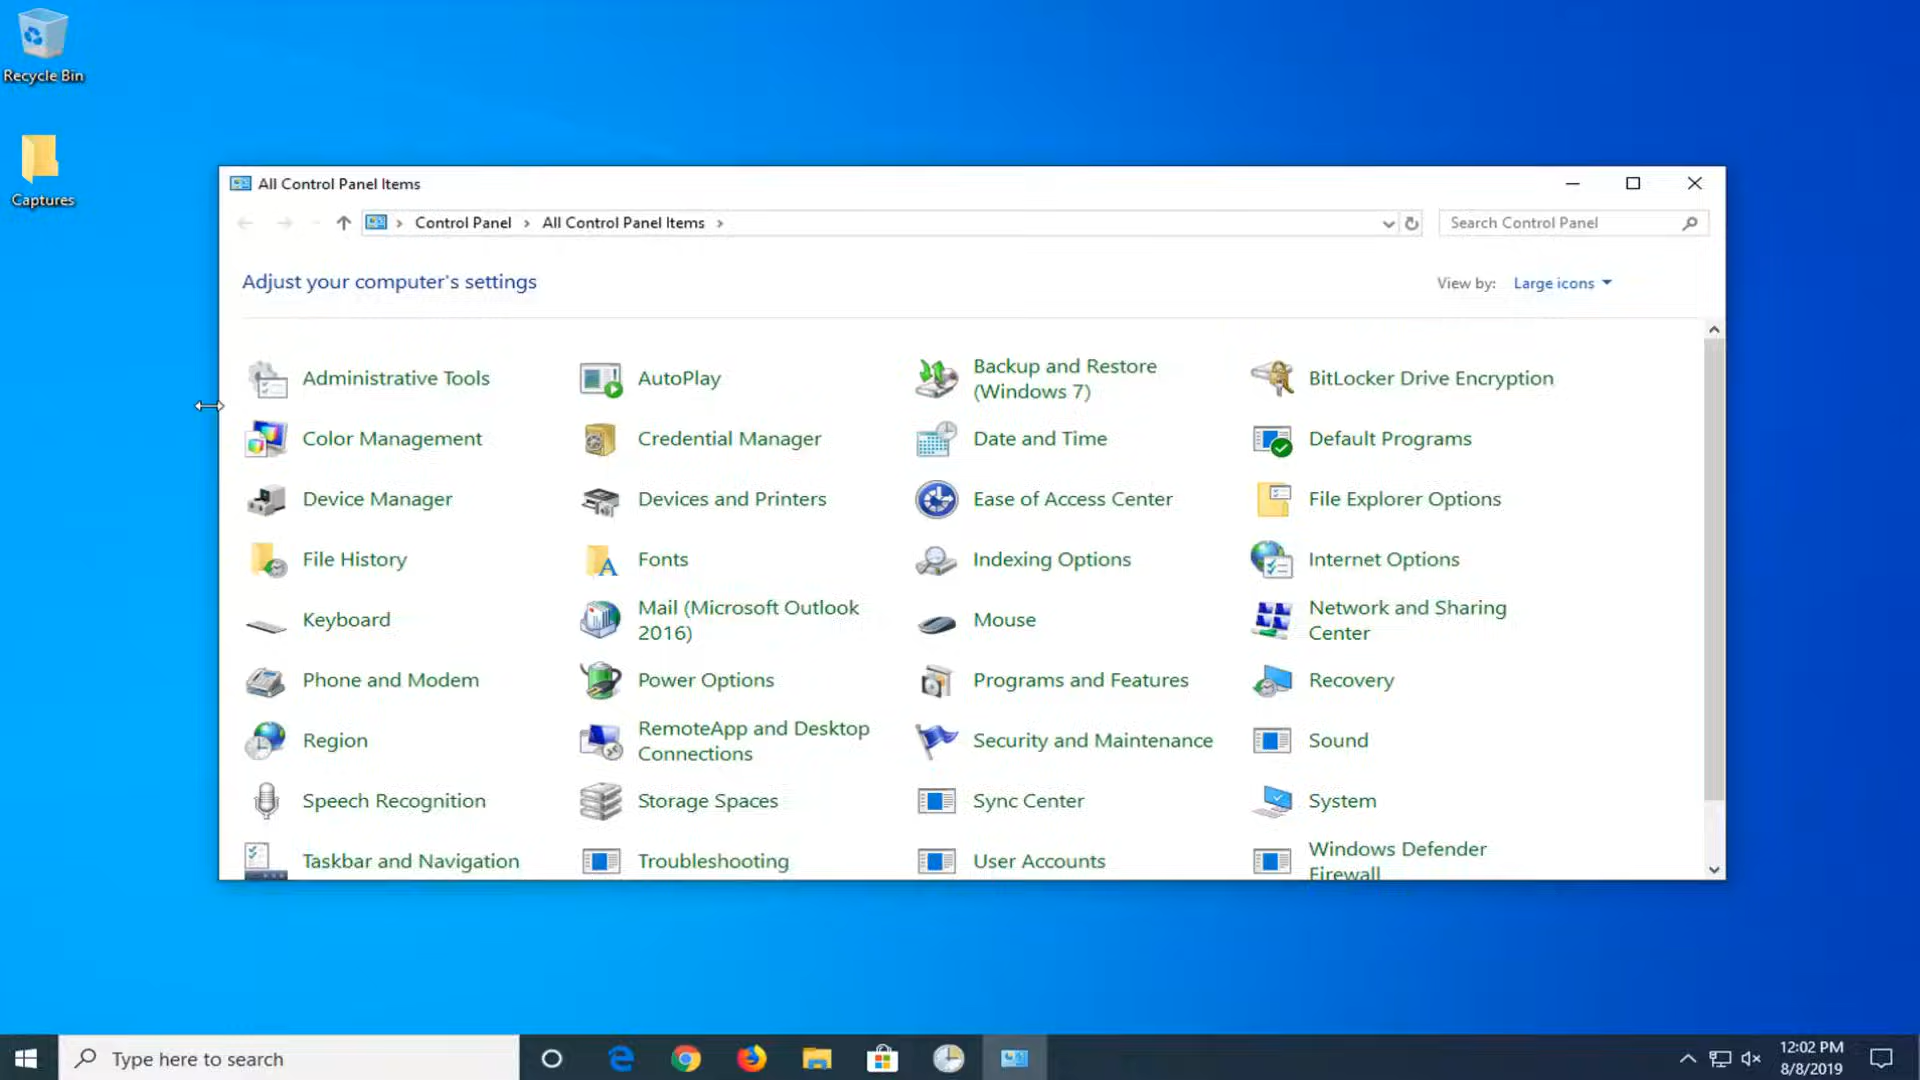 Recycle Bin
Captures
All Control Panel Items
Control Panel
All Control Panel Items
Search Control Panel
Adjust your computer's settings
View by:
Large icons
Administrative Tools
AutoPlay
Backup and Restore
(Windows 7)
BitLocker Drive Encryption
Color Management
Credential Manager
Date and Time
Default Programs
Device Manager
Devices and Printers
Ease of Access Center
File Explorer Options
File History
Fonts
Indexing Options
Internet Options
Keyboard
Mail (Microsoft Outlook
2016)
Mouse
Network and Sharing
Center
Phone and Modem
Power Options
Programs and Features
Recovery
Region
RemoteApp and Desktop
Connections
Security and Maintenance
Sound
Speech Recognition
Storage Spaces
Sync Center
System
Taskbar and Navigation
Troubleshooting
User Accounts
Windows Defender
Firewall
Type here to search
12:02 PM
8/8/2019